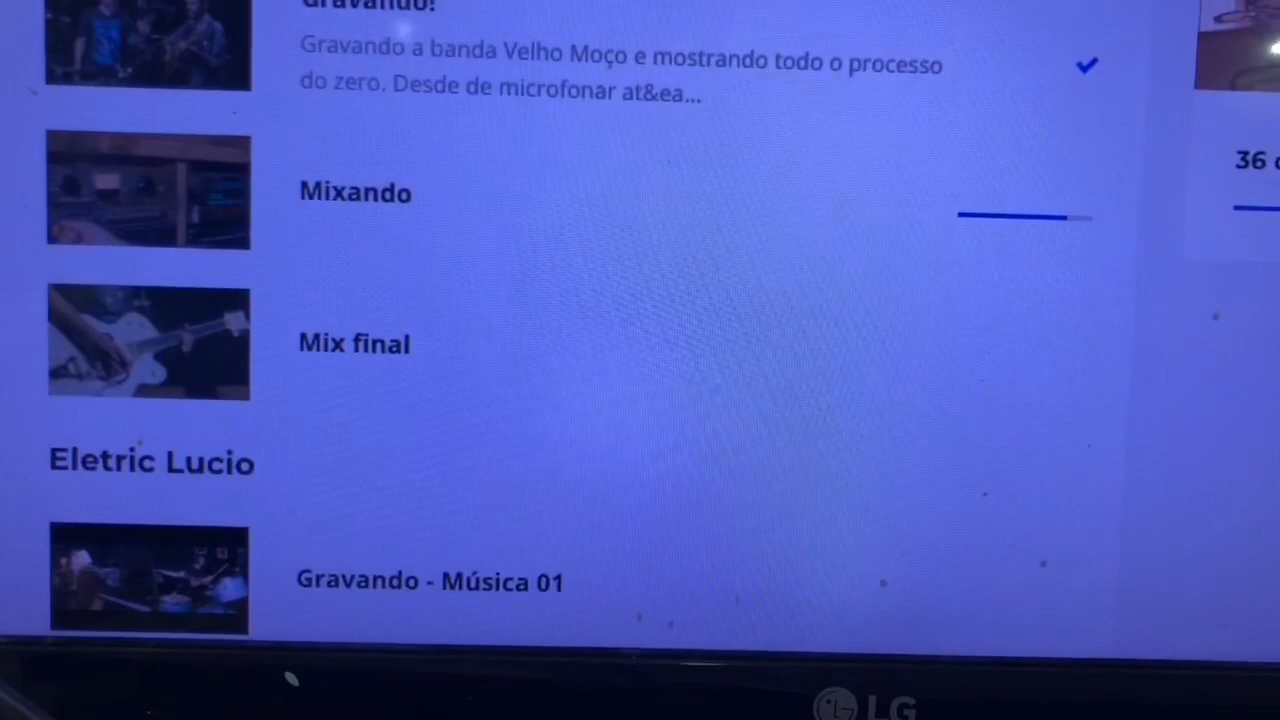 Gravando!
Gravando a banda Velho Moço e mostrando todo o processo
do zero. Desde de microfonar at&ea...
36
Mixando
Mix final
Eletric Lucio
Gravando - Música 01
LG